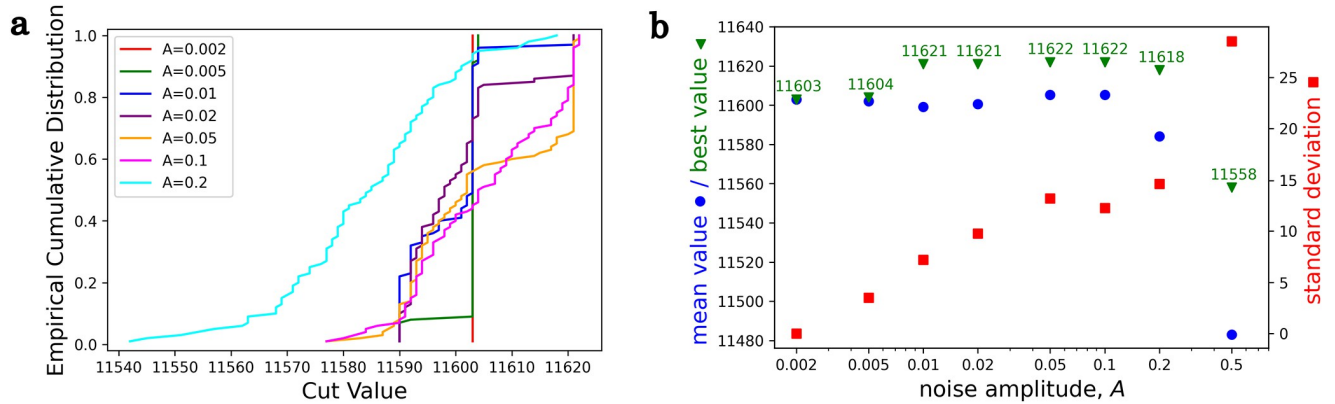 a
Empirical Cumulative Distribution
1.0
0.8
0.6
0.4
0.2
0.0
A=0.002
A=0.005
A=0.01
A=0.02
A=0.05
A=0.1
A=0.2
11540 11550 11560 11570 11580 11590 11600 11610 11620
Cut Value
b
mean value ● / best value ▼
11640
11620
11600
11580
11560
11540
11520
11500
11480
11603
11604
11621
11621
11622
11622
11618
11558
25
20
15
10
5
0
standard deviation ■
0.002 0.005 0.01 0.02 0.05 0.1 0.2 0.5
noise amplitude, A